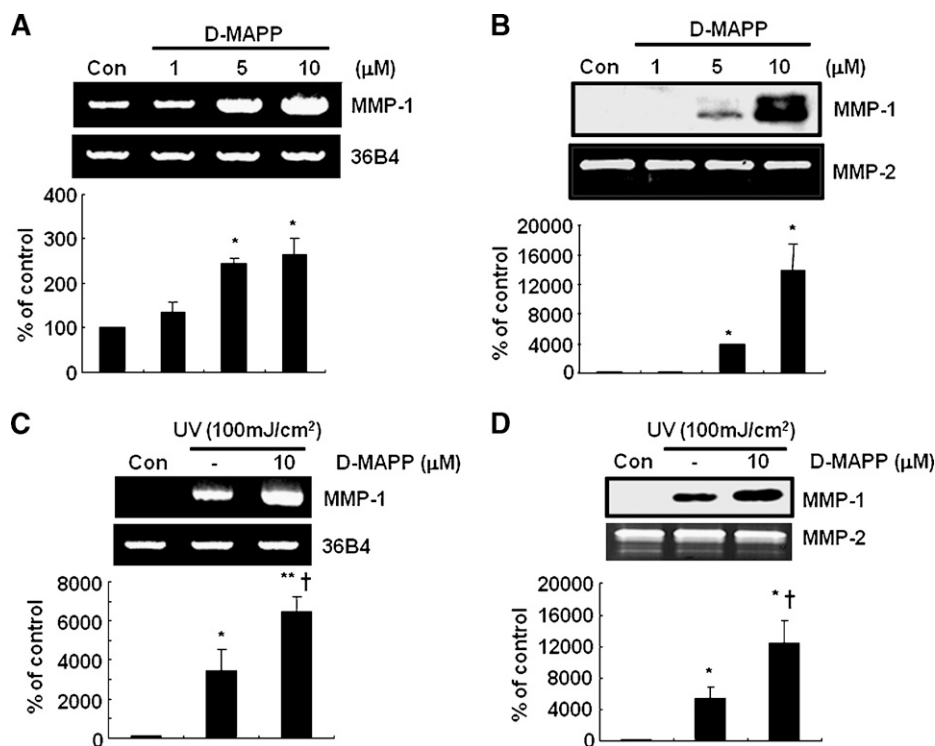 A
D-MAPP
Con 1 5 10 (μM)
MMP-1
36B4
% of control
400
300
200
100
0
*
*
B
D-MAPP
Con 1 5 10 (μM)
MMP-1
MMP-2
% of control
20000
16000
12000
8000
4000
0
*
*
C
UV (100mJ/cm²)
Con - 10 D-MAPP (μM)
MMP-1
36B4
% of control
8000
6000
4000
2000
0
*
** †
D
UV (100mJ/cm²)
Con - 10 D-MAPP (μM)
MMP-1
MMP-2
% of control
20000
16000
12000
8000
4000
0
*
* †